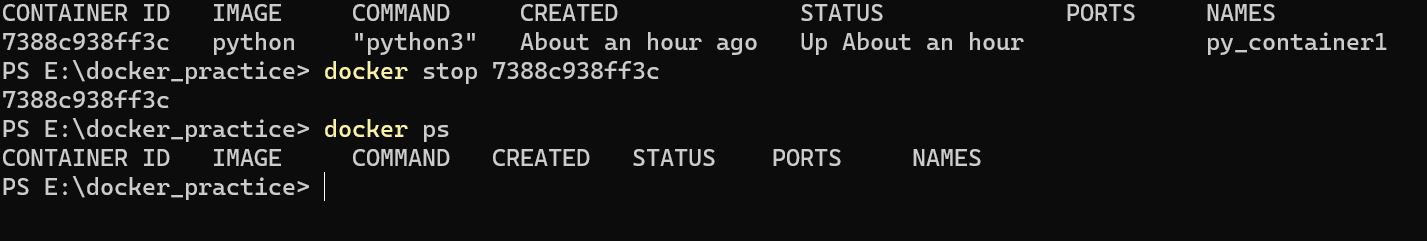 CONTAINER ID   IMAGE     COMMAND     CREATED             STATUS             PORTS     NAMES
7388c938ff3c   python    "python3"   About an hour ago   Up About an hour             py_container1
PS E:\docker_practice> docker stop 7388c938ff3c
7388c938ff3c
PS E:\docker_practice> docker ps
CONTAINER ID   IMAGE     COMMAND   CREATED   STATUS    PORTS     NAMES
PS E:\docker_practice>